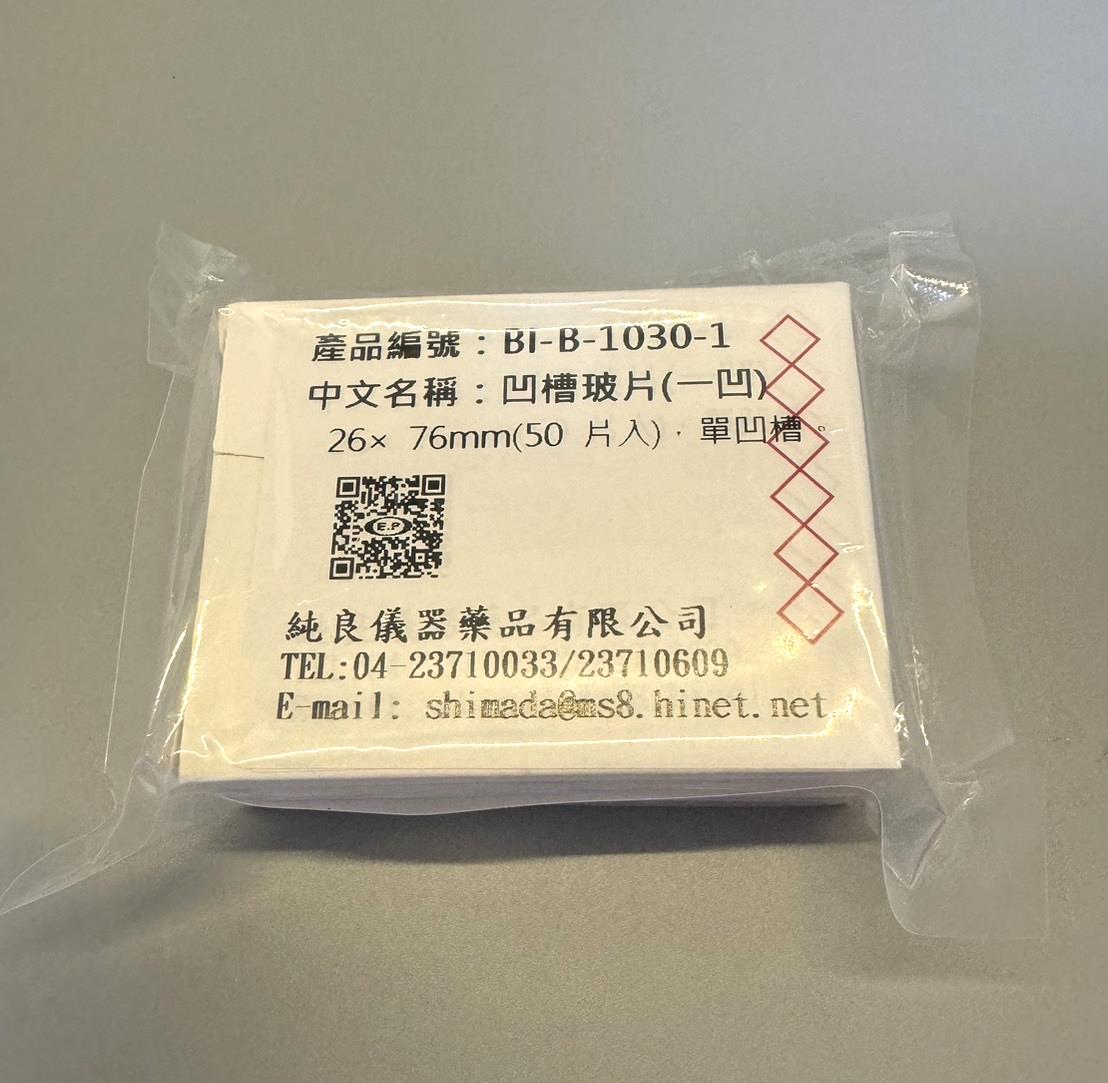 產品編號：BI-B-1030-1
中文名稱：凹槽玻片(一凹)
26× 76mm(50 片入)，單凹槽。
E.P
純良儀器藥品有限公司
TEL:04-23710033/23710609
E-mail: shimada@ms8.hinet.net